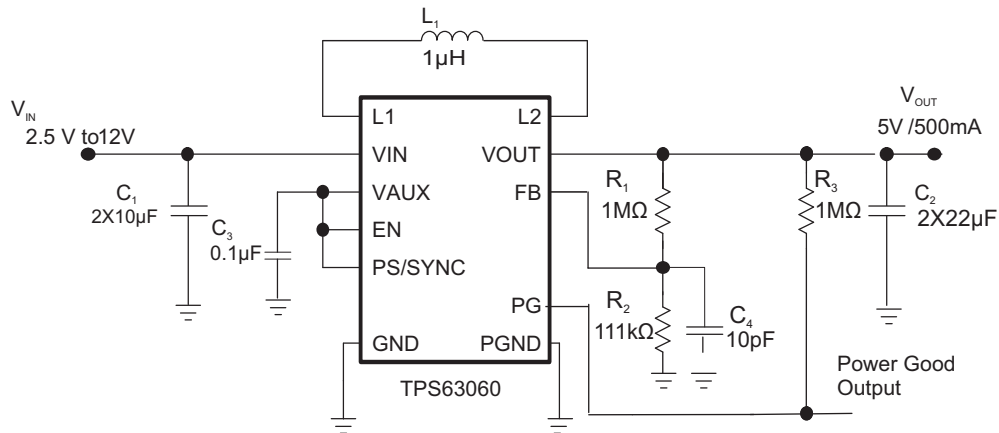 L₁
1µH
V_IN
2.5 V to12V
V_OUT
5V /500mA
L1
L2
VIN
VOUT
VAUX
FB
EN
PS/SYNC
PG
GND
PGND
TPS63060
C₁
2X10µF
C₃
0.1µF
R₁
1MΩ
R₃
1MΩ
C₂
2X22µF
R₂
111kΩ
C₄
10pF
Power Good
Output